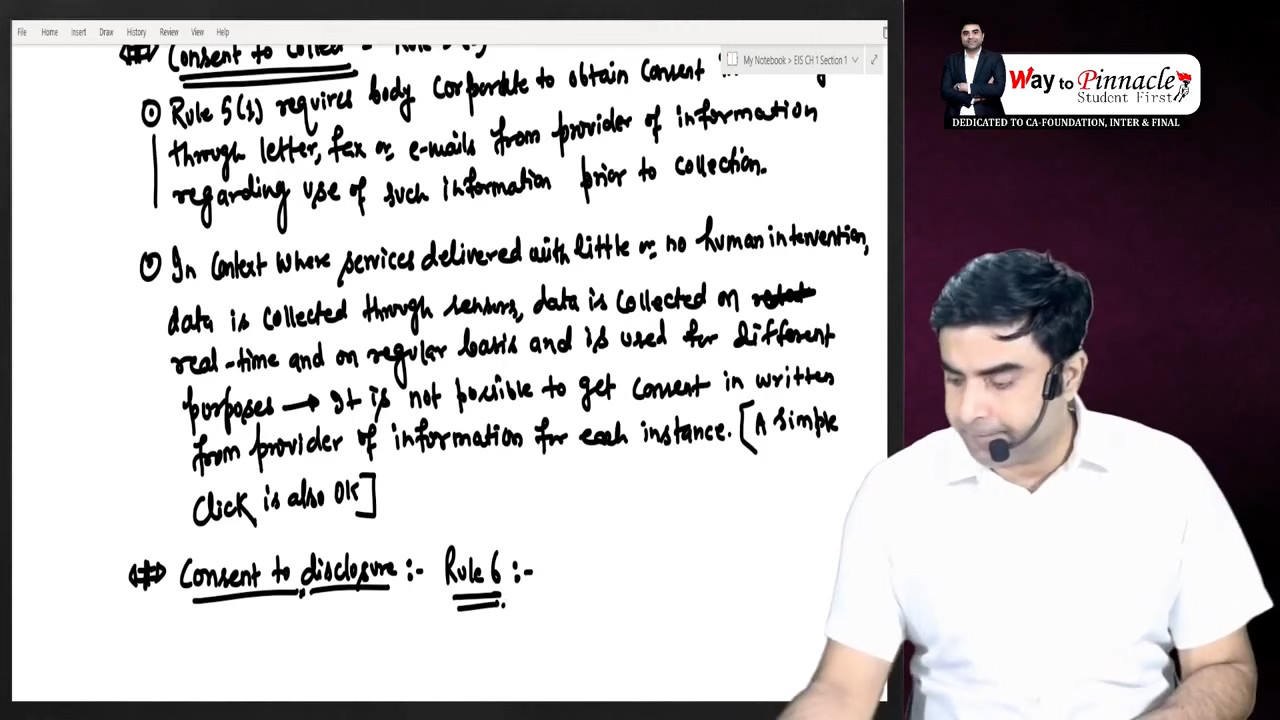 File Home Insert Draw History Review View Help
Consent to Collect - Rule
My Notebook > EIS CH 1 Section 1
⊙ Rule 5(1) requires body Corporate to obtain Consent
through letter, fax or e-mails from provider of information
regarding use of such information prior to collection.
⊙ In Context where services delivered with little or no human intervention,
data is collected through sensors, data is collected on
real-time and on regular basis and is used for different
purposes → It is not possible to get consent in written
from provider of information for each instance. [A simple
Click is also OK]
Consent to disclosure :- Rule 6 :-
Way to Pinnacle
Student First
DEDICATED TO CA-FOUNDATION, INTER & FINAL